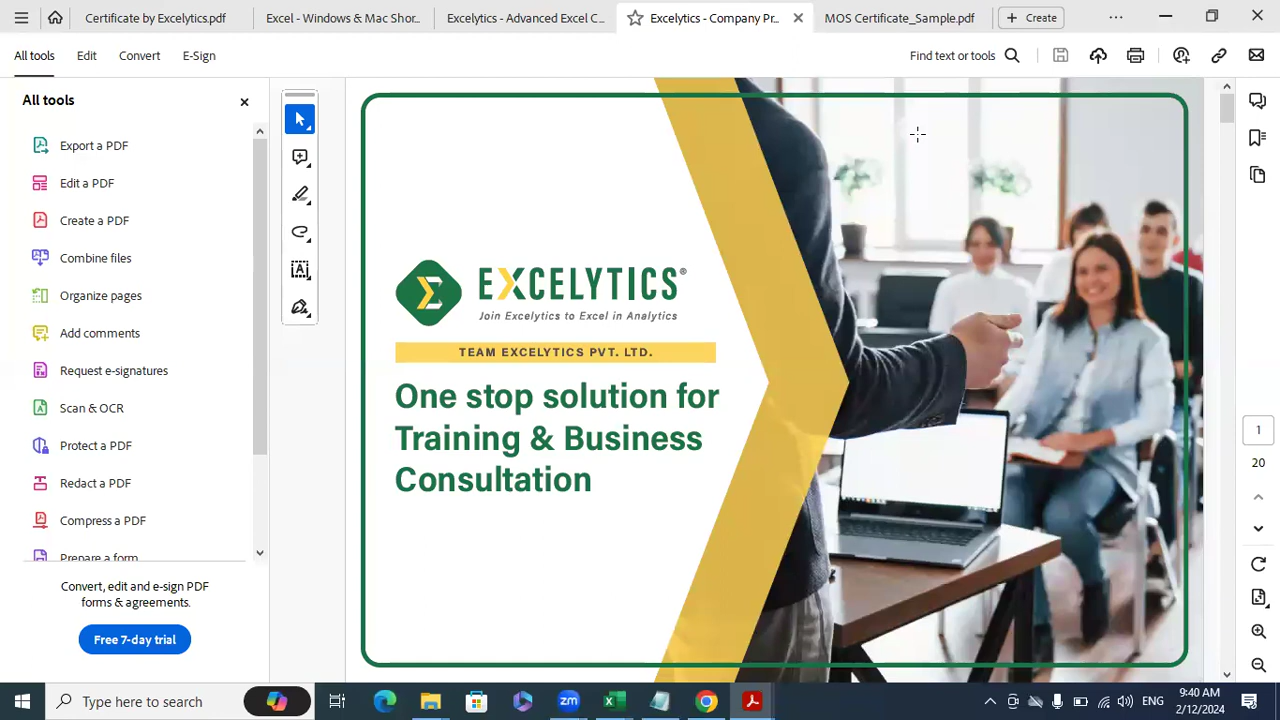 Certificate by Excelytics.pdf
Excel - Windows & Mac Shor...
Excelytics - Advanced Excel C...
Excelytics - Company Pr...
MOS Certificate_Sample.pdf
Create
All tools
Edit
Convert
E-Sign
Find text or tools
All tools
Export a PDF
Edit a PDF
Create a PDF
Combine files
Organize pages
Add comments
Request e-signatures
Scan & OCR
Protect a PDF
Redact a PDF
Compress a PDF
Prepare a form
Convert, edit and e-sign PDF
forms & agreements.
Free 7-day trial
EXCELYTICS®
Join Excelytics to Excel in Analytics
TEAM EXCELYTICS PVT. LTD.
One stop solution for
Training & Business
Consultation
1
20
Type here to search
ENG
9:40 AM
2/12/2024